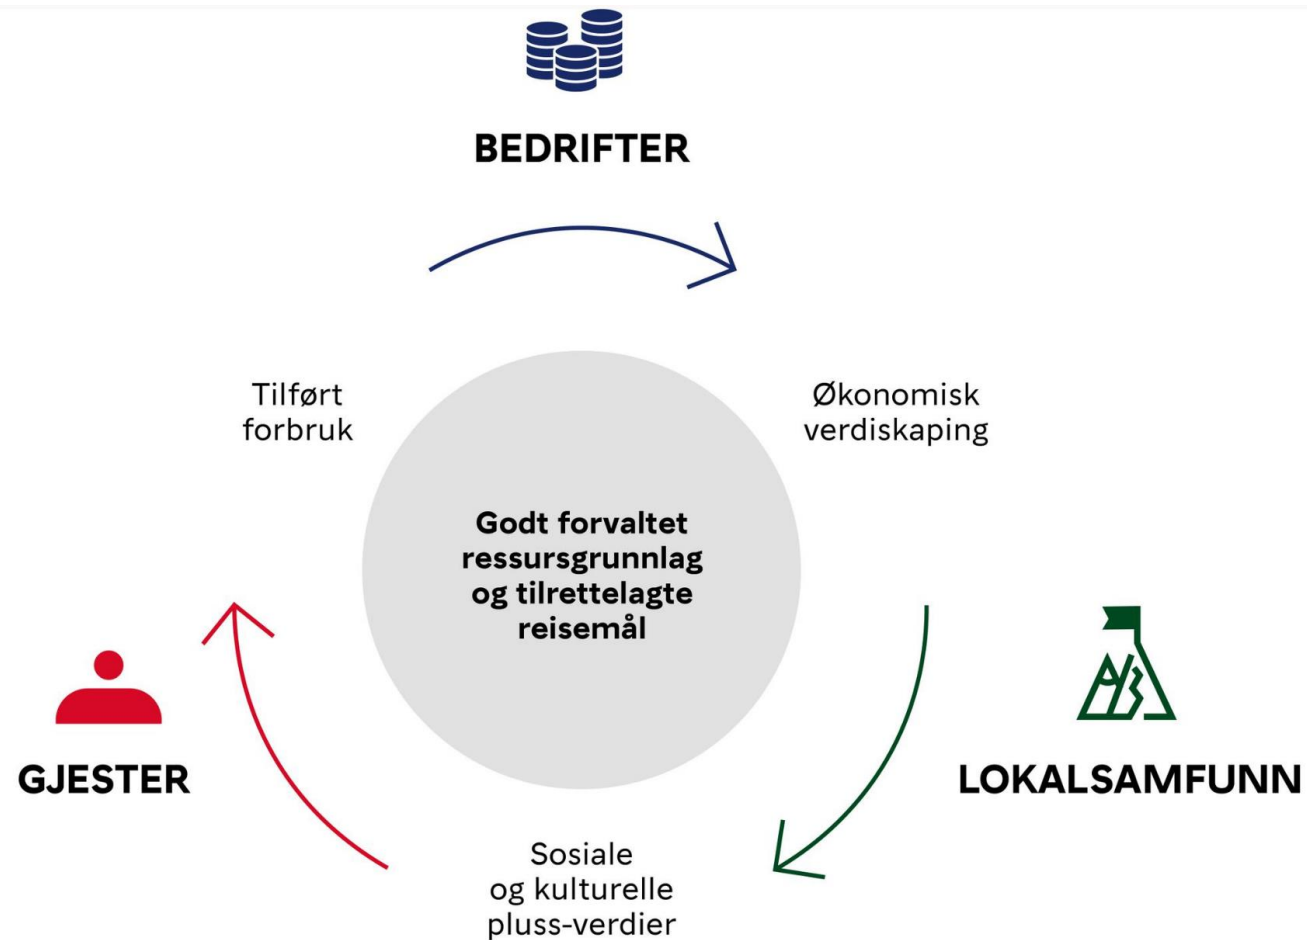 BEDRIFTER
Tilført
forbruk
Økonomisk
verdiskaping
Godt forvaltet
ressursgrunnlag
og tilrettelagte
reisemål
GJESTER
LOKALSAMFUNN
Sosiale
og kulturelle
pluss-verdier